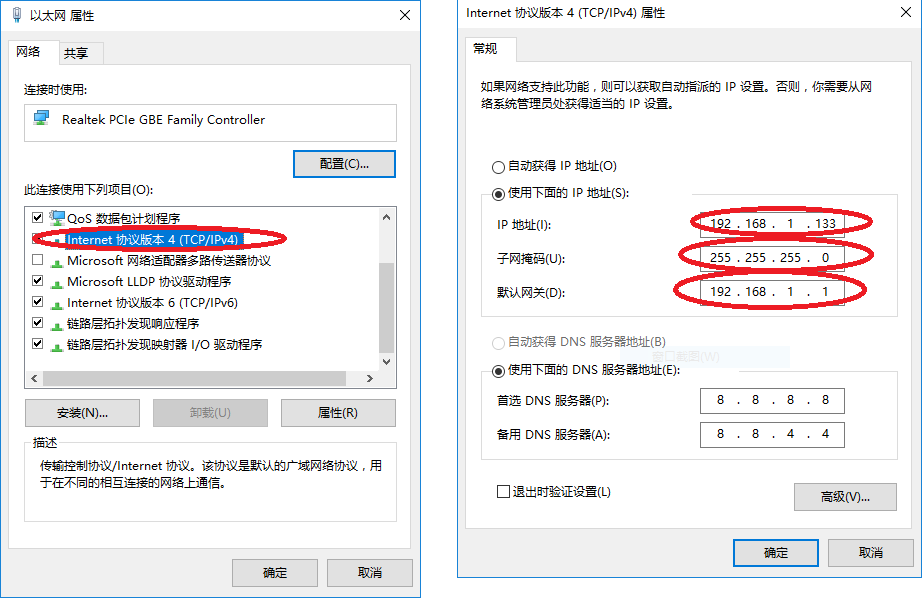 以太网 属性
网络
共享
连接时使用:
Realtek PCIe GBE Family Controller
配置(C)...
此连接使用下列项目(O):
QoS 数据包计划程序
Internet 协议版本 4 (TCP/IPv4)
Microsoft 网络适配器多路传送器协议
Microsoft LLDP 协议驱动程序
Internet 协议版本 6 (TCP/IPv6)
链路层拓扑发现响应程序
链路层拓扑发现映射器 I/O 驱动程序
安装(N)...
卸载(U)
属性(R)
描述
传输控制协议/Internet 协议。该协议是默认的广域网络协议，用
于在不同的相互连接的网络上通信。
确定
取消
Internet 协议版本 4 (TCP/IPv4) 属性
常规
如果网络支持此功能，则可以获取自动指派的 IP 设置。否则，你需要从网
络系统管理员处获得适当的 IP 设置。
自动获得 IP 地址(O)
使用下面的 IP 地址(S):
IP 地址(I):
192 . 168 . 1 . 133
子网掩码(U):
255 . 255 . 255 . 0
默认网关(D):
192 . 168 . 1 . 1
自动获得 DNS 服务器地址(B)
窗口截图(W)
使用下面的 DNS 服务器地址(E):
首选 DNS 服务器(P):
8 . 8 . 8 . 8
备用 DNS 服务器(A):
8 . 8 . 4 . 4
退出时验证设置(L)
高级(V)...
确定
取消